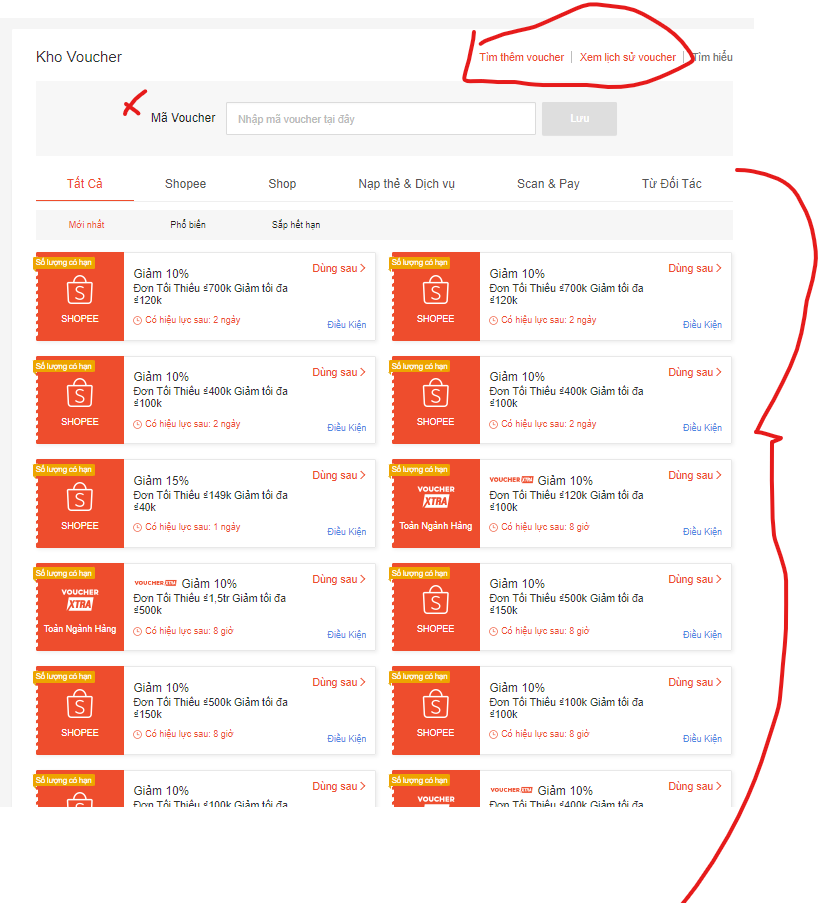 Kho Voucher
Tìm thêm voucher | Xem lịch sử voucher | Tìm hiểu
Mã Voucher
Nhập mã voucher tại đây
Lưu
Tất Cả Shopee Shop Nạp thẻ & Dịch vụ Scan & Pay Từ Đối Tác
Mới nhất Phổ biến Sắp hết hạn
Số lượng có hạn
SHOPEE
Giảm 10%
Đơn Tối Thiểu ₫700k Giảm tối đa
₫120k
Có hiệu lực sau: 2 ngày
Dùng sau
Điều Kiện
Số lượng có hạn
SHOPEE
Giảm 10%
Đơn Tối Thiểu ₫700k Giảm tối đa
₫120k
Có hiệu lực sau: 2 ngày
Dùng sau
Điều Kiện
Số lượng có hạn
SHOPEE
Giảm 10%
Đơn Tối Thiểu ₫400k Giảm tối đa
₫100k
Có hiệu lực sau: 2 ngày
Dùng sau
Điều Kiện
Số lượng có hạn
SHOPEE
Giảm 10%
Đơn Tối Thiểu ₫400k Giảm tối đa
₫100k
Có hiệu lực sau: 2 ngày
Dùng sau
Điều Kiện
Số lượng có hạn
SHOPEE
Giảm 15%
Đơn Tối Thiểu ₫149k Giảm tối đa
₫40k
Có hiệu lực sau: 1 ngày
Dùng sau
Điều Kiện
Số lượng có hạn
VOUCHER
XTRA
Toàn Ngành Hàng
VOUCHER XTRA Giảm 10%
Đơn Tối Thiểu ₫120k Giảm tối đa
₫100k
Có hiệu lực sau: 8 giờ
Dùng sau
Điều Kiện
Số lượng có hạn
VOUCHER
XTRA
Toàn Ngành Hàng
VOUCHER XTRA Giảm 10%
Đơn Tối Thiểu ₫1,5tr Giảm tối đa
₫500k
Có hiệu lực sau: 8 giờ
Dùng sau
Điều Kiện
Số lượng có hạn
SHOPEE
Giảm 10%
Đơn Tối Thiểu ₫500k Giảm tối đa
₫150k
Có hiệu lực sau: 8 giờ
Dùng sau
Điều Kiện
Số lượng có hạn
SHOPEE
Giảm 10%
Đơn Tối Thiểu ₫500k Giảm tối đa
₫150k
Có hiệu lực sau: 8 giờ
Dùng sau
Điều Kiện
Số lượng có hạn
SHOPEE
Giảm 10%
Đơn Tối Thiểu ₫100k Giảm tối đa
₫100k
Có hiệu lực sau: 8 giờ
Dùng sau
Điều Kiện
Số lượng có hạn
Giảm 10%
Đơn Tối Thiểu ₫100k Giảm tối đa
Dùng sau
Số lượng có hạn
VOUCHER
VOUCHER XTRA Giảm 10%
Đơn Tối Thiểu ₫400k Giảm tối đa
Dùng sau